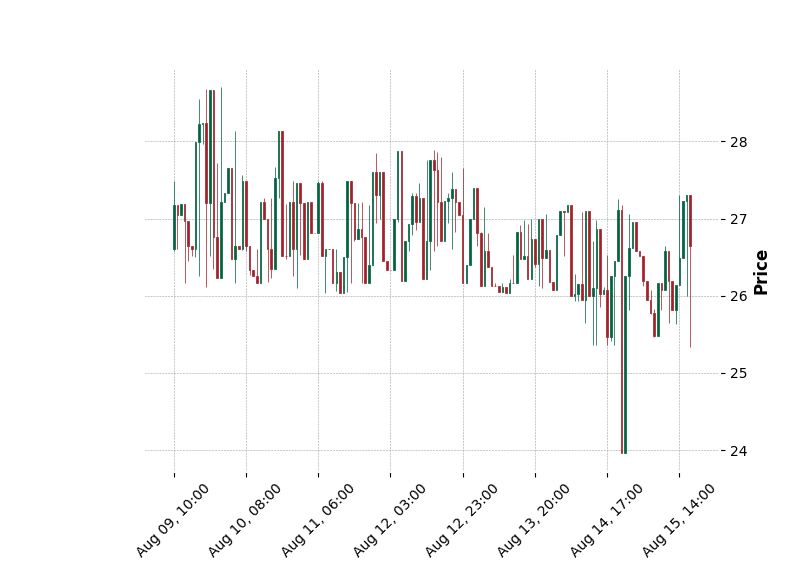 28
27
26
25
24
Price
Aug 09, 10:00
Aug 10, 08:00
Aug 11, 06:00
Aug 12, 03:00
Aug 12, 23:00
Aug 13, 20:00
Aug 14, 17:00
Aug 15, 14:00